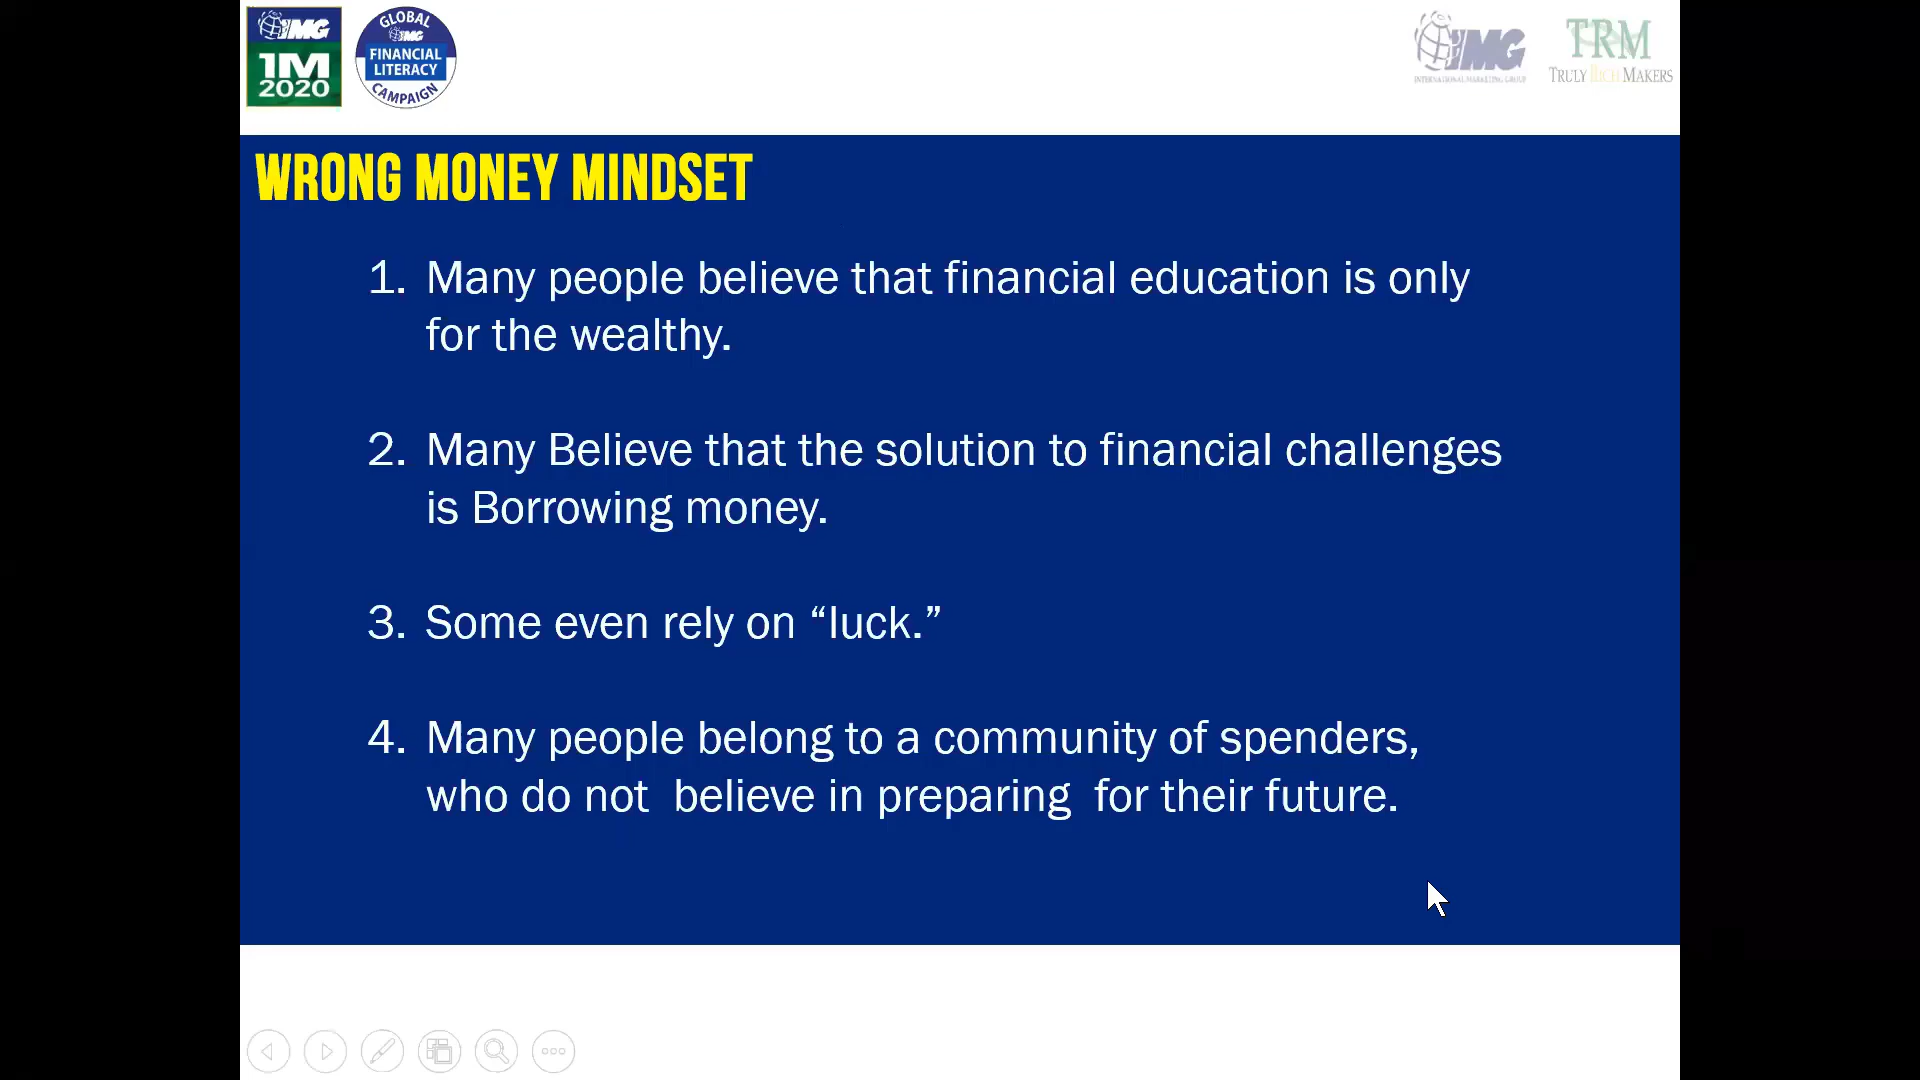 IMG
1M
2020
GLOBAL
IMG
FINANCIAL
LITERACY
CAMPAIGN
IMG
INTERNATIONAL MARKETING GROUP
TRM
TRULY RICH MAKERS
WRONG MONEY MINDSET
1. Many people believe that financial education is only
for the wealthy.
2. Many Believe that the solution to financial challenges
is Borrowing money.
3. Some even rely on “luck.”
4. Many people belong to a community of spenders,
who do not believe in preparing for their future.